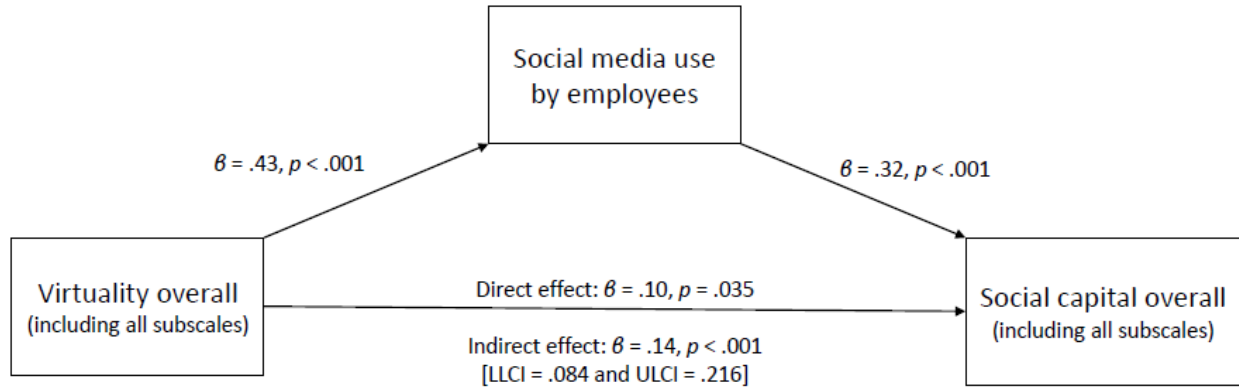 Social media use
by employees
β = .43, p < .001
β = .32, p < .001
Virtuality overall
(including all subscales)
Direct effect: β = .10, p = .035
Indirect effect: β = .14, p < .001
[LLCI = .084 and ULCI = .216]
Social capital overall
(including all subscales)